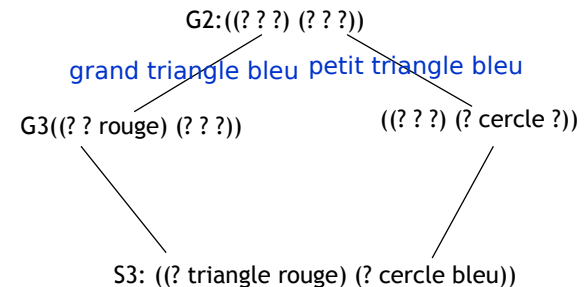 G2:((? ? ?) (? ? ?))
grand triangle bleu petit triangle bleu
G3((? ? rouge) (? ? ?))
((? ? ?) (? cercle ?))
S3: ((? triangle rouge) (? cercle bleu))